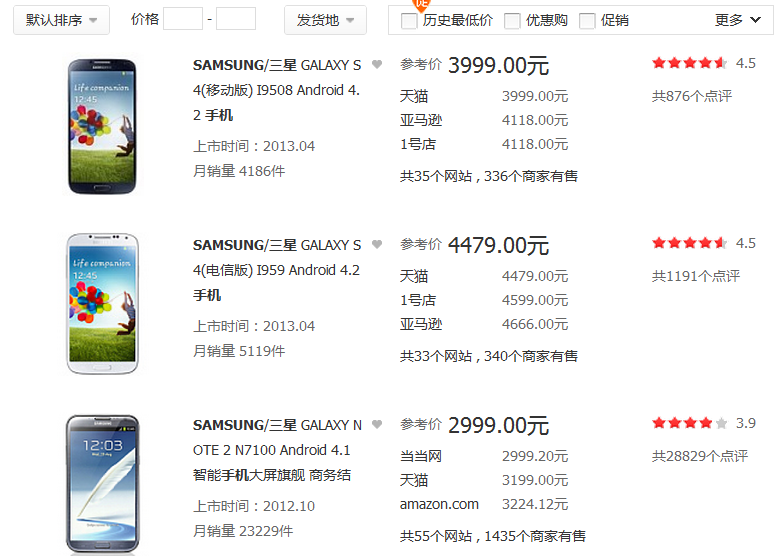 默认排序
价格
-
发货地
历史最低价
优惠购
促销
更多
SAMSUNG/三星 GALAXY S
4(移动版) I9508 Android 4.
2 手机
上市时间：2013.04
月销量 4186件
参考价 3999.00元
天猫 3999.00元
亚马逊 4118.00元
1号店 4118.00元
共35个网站，336个商家有售
4.5
共876个点评
Life companion
12:45
SAMSUNG/三星 GALAXY S
4(电信版) I959 Android 4.2
手机
上市时间：2013.04
月销量 5119件
参考价 4479.00元
天猫 4479.00元
1号店 4599.00元
亚马逊 4666.00元
共33个网站，340个商家有售
4.5
共1191个点评
Life companion
12:45
SAMSUNG/三星 GALAXY N
OTE 2 N7100 Android 4.1
智能手机大屏旗舰 商务结
上市时间：2012.10
月销量 23229件
参考价 2999.00元
当当网 2999.20元
天猫 3199.00元
amazon.com 3224.12元
共55个网站，1435个商家有售
3.9
共28829个点评
12:03